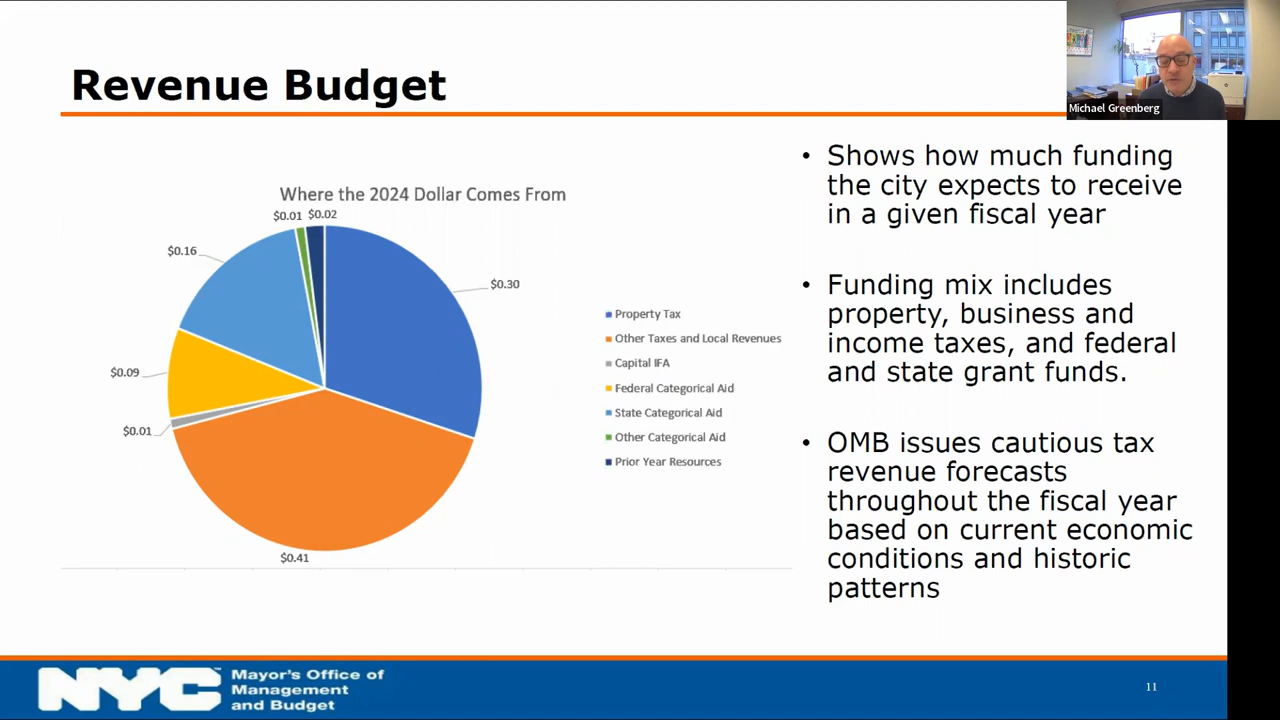 Revenue Budget
Michael Greenberg
Where the 2024 Dollar Comes From
$0.01
$0.02
$0.16
$0.30
$0.09
$0.01
$0.41
Property Tax
Other Taxes and Local Revenues
Capital IFA
Federal Categorical Aid
State Categorical Aid
Other Categorical Aid
Prior Year Resources
• Shows how much funding
the city expects to receive
in a given fiscal year
• Funding mix includes
property, business and
income taxes, and federal
and state grant funds.
• OMB issues cautious tax
revenue forecasts
throughout the fiscal year
based on current economic
conditions and historic
patterns
NYC
Mayor's Office of
Management
and Budget
11